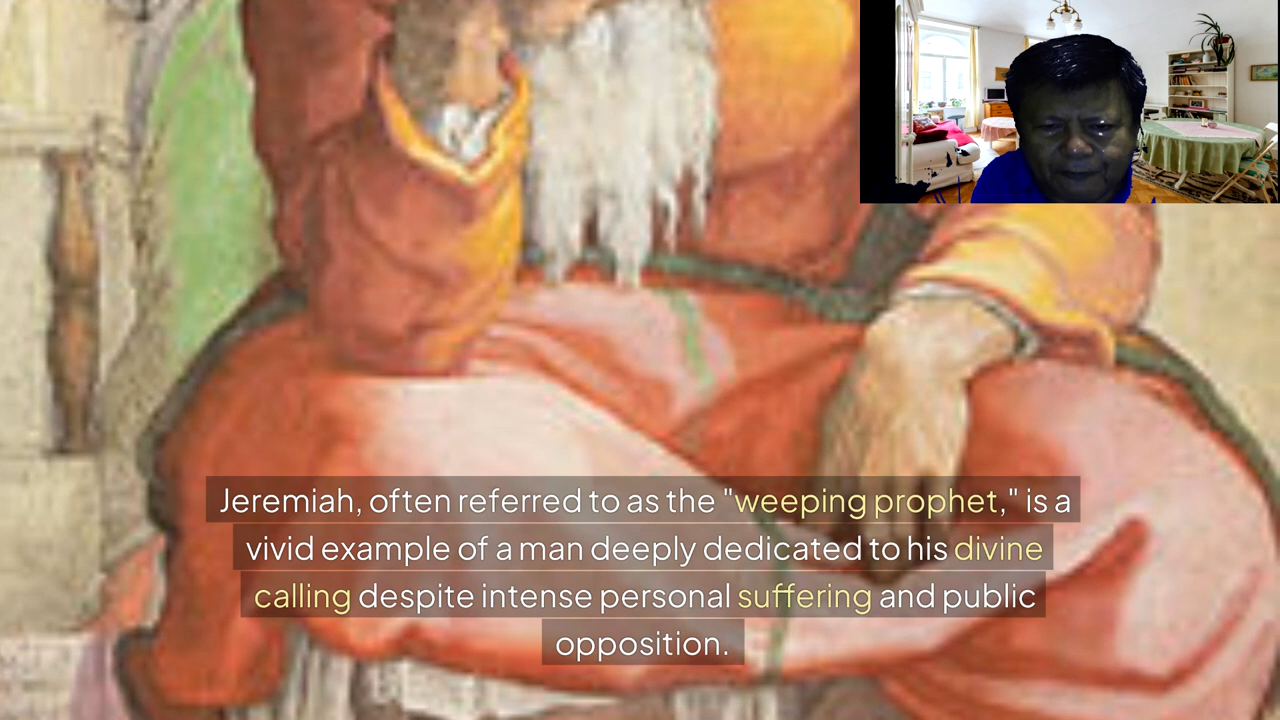 Jeremiah, often referred to as the "weeping prophet," is a
vivid example of a man deeply dedicated to his divine
calling despite intense personal suffering and public
opposition.